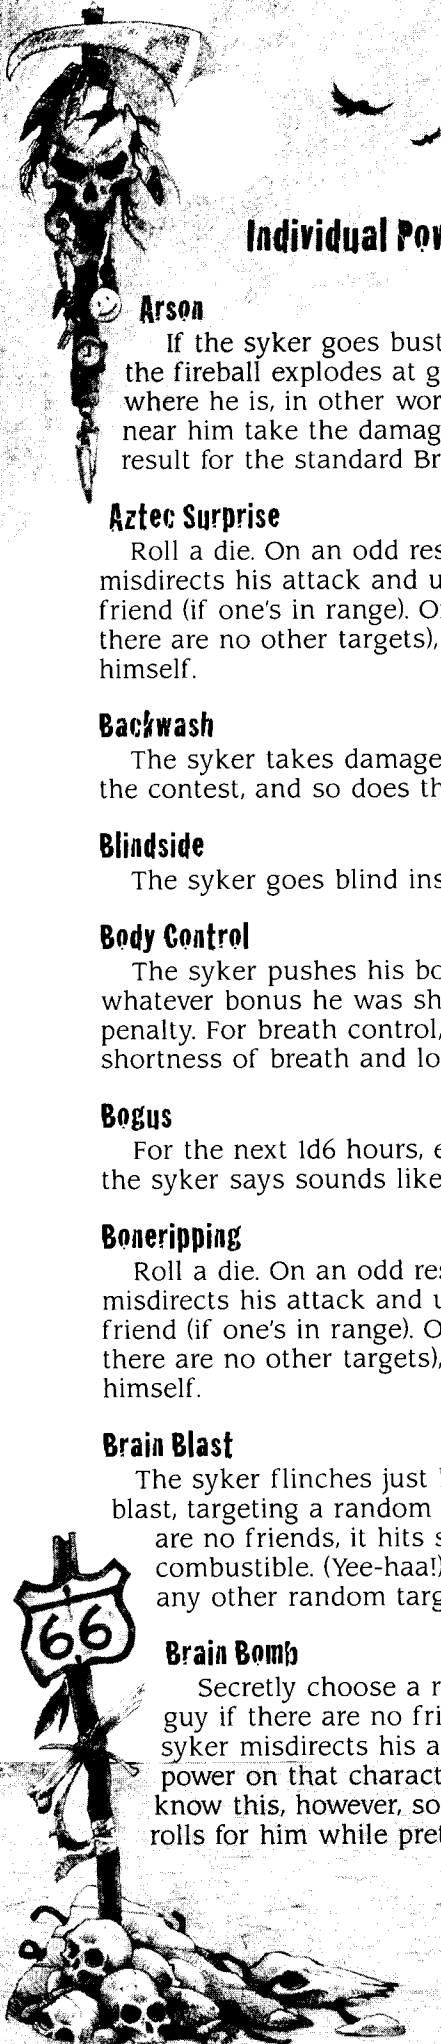 Individual Pow
Arson
If the syker goes bust
the fireball explodes at g
where he is, in other wor
near him take the damag
result for the standard Br
Aztec Surprise
Roll a die. On an odd res
misdirects his attack and u
friend (if one's in range). O
there are no other targets),
himself.
Backwash
The syker takes damage
the contest, and so does th
Blindside
The syker goes blind ins
Body Control
The syker pushes his bo
whatever bonus he was sh
penalty. For breath control,
shortness of breath and lo
Bogus
For the next 1d6 hours, e
the syker says sounds like
Boneripping
Roll a die. On an odd res
misdirects his attack and u
friend (if one's in range). O
there are no other targets),
himself.
Brain Blast
The syker flinches just
blast, targeting a random
are no friends, it hits s
combustible. (Yee-haa!)
any other random targ
66
Brain Bomb
Secretly choose a r
guy if there are no fri
syker misdirects his a
power on that charact
know this, however, so
rolls for him while pret